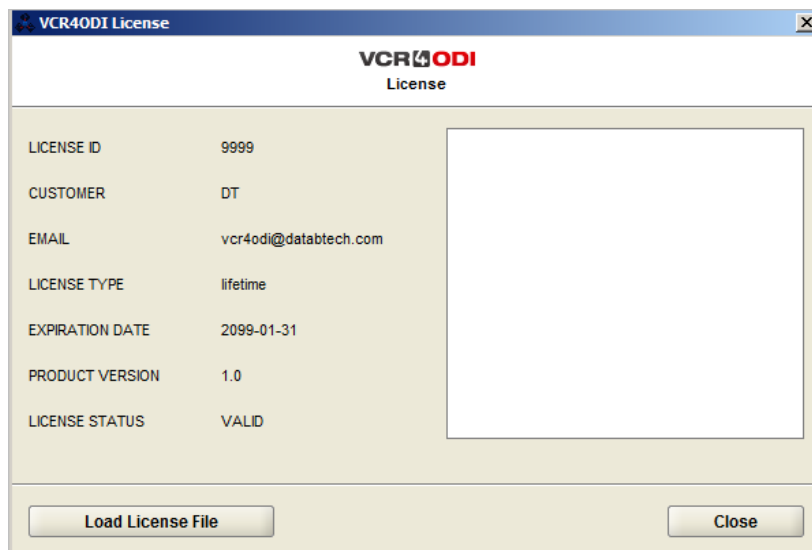 VCR4ODI License
VCR4ODI
License
LICENSE ID 9999
CUSTOMER DT
EMAIL vcr4odi@databtech.com
LICENSE TYPE lifetime
EXPIRATION DATE 2099-01-31
PRODUCT VERSION 1.0
LICENSE STATUS VALID
Load License File Close